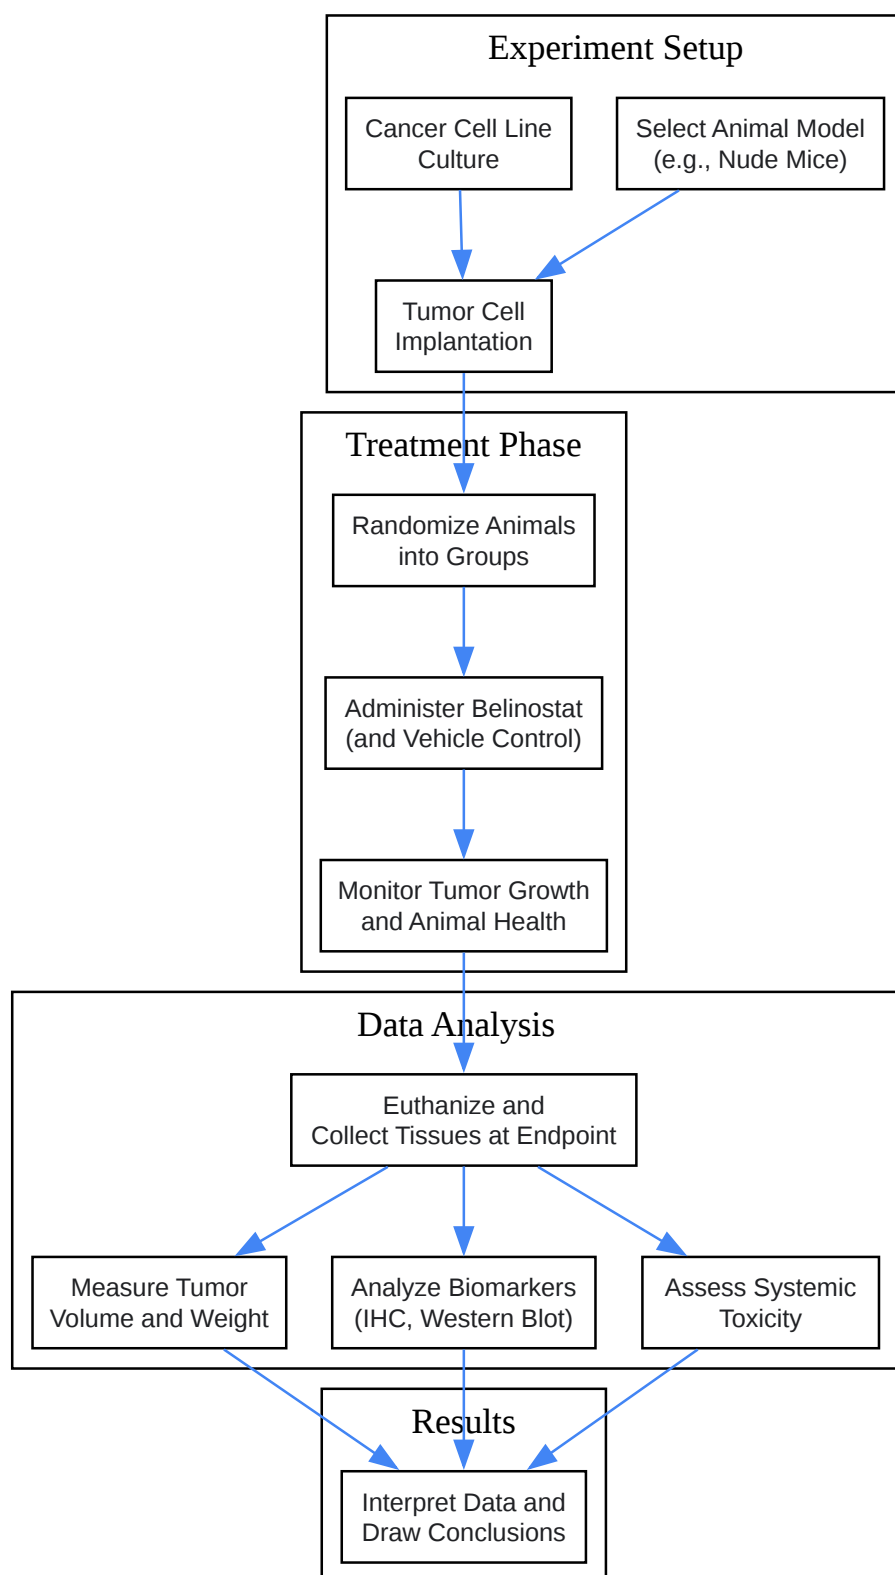 Experiment Setup
Cancer Cell Line
Culture
Select Animal Model
(e.g., Nude Mice)
Tumor Cell
Implantation
Treatment Phase
Randomize Animals
into Groups
Administer Belinostat
(and Vehicle Control)
Monitor Tumor Growth
and Animal Health
Data Analysis
Euthanize and
Collect Tissues at Endpoint
Measure Tumor
Volume and Weight
Analyze Biomarkers
(IHC, Western Blot)
Assess Systemic
Toxicity
Results
Interpret Data and
Draw Conclusions